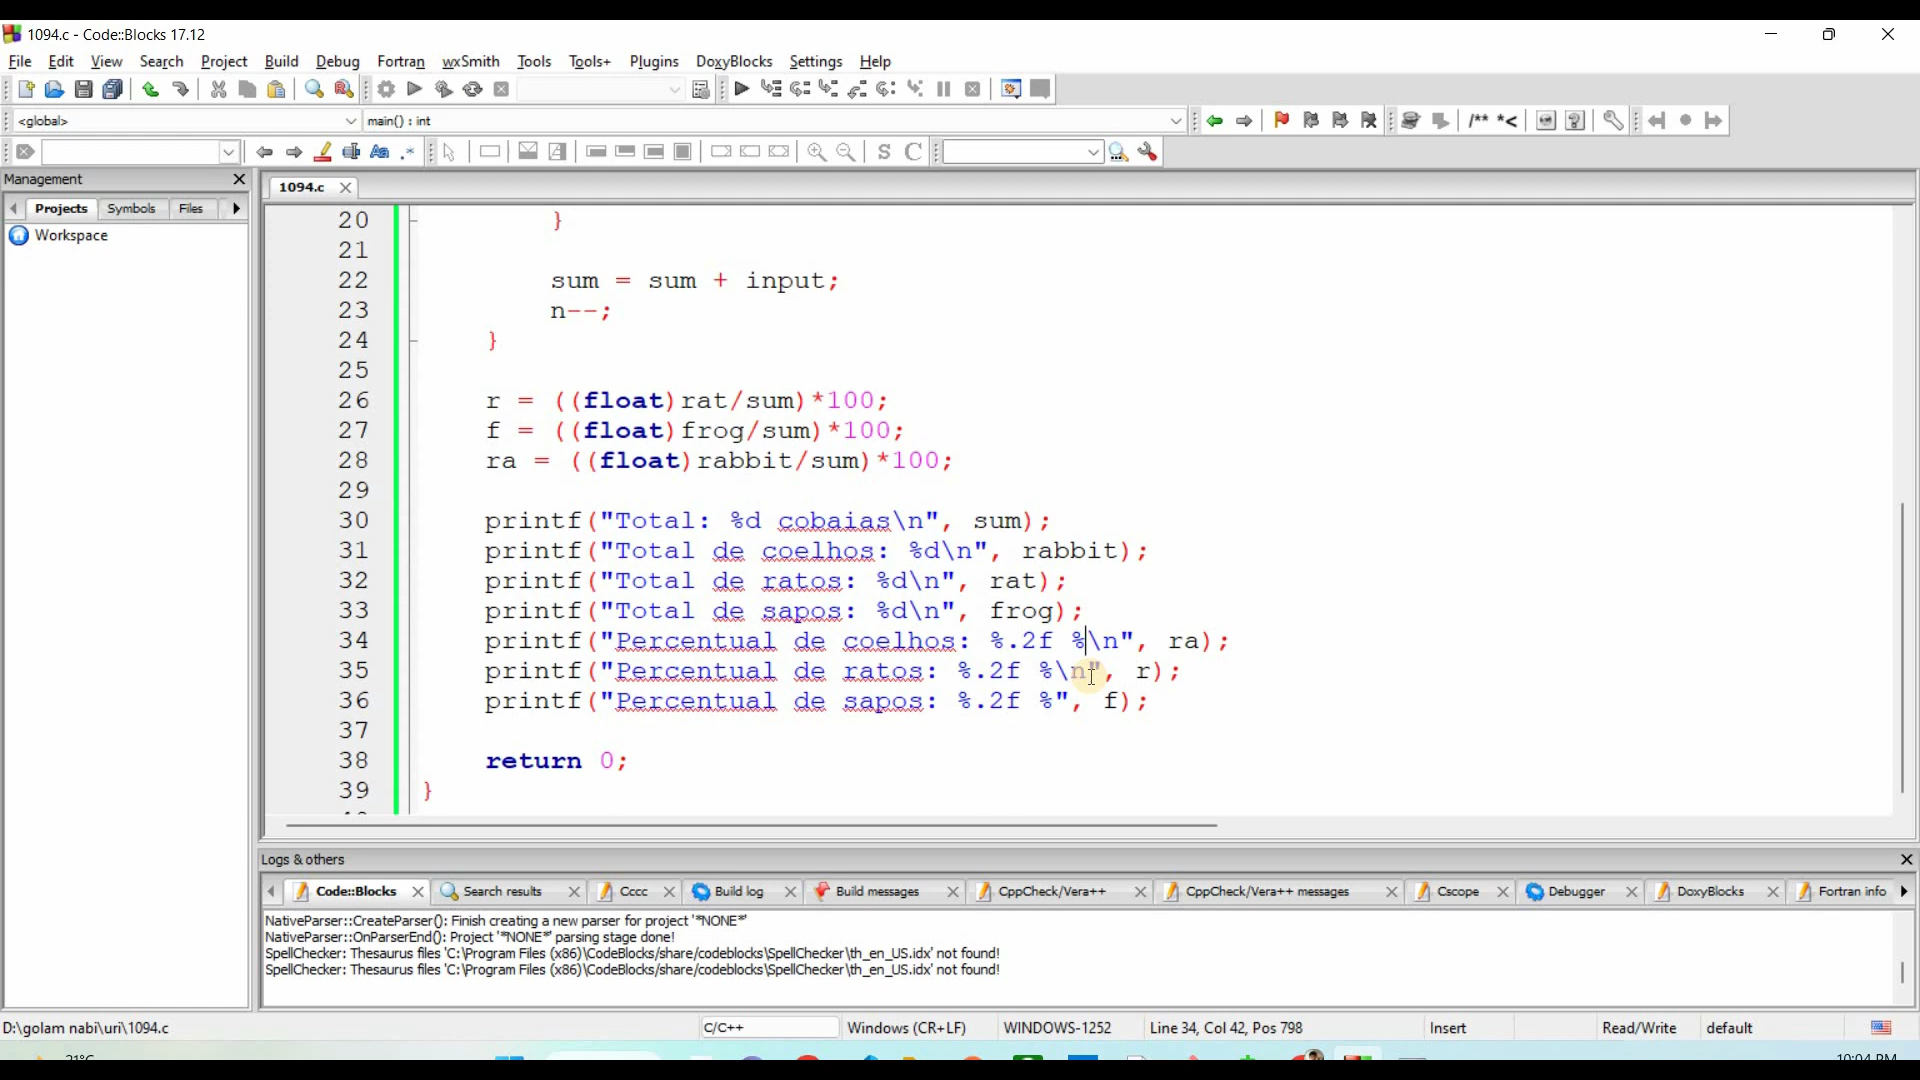 1094.c - Code::Blocks 17.12
File Edit View Search Project Build Debug Fortran wxSmith Tools Tools+ Plugins DoxyBlocks Settings Help
<global> main() : int /** *<
Aa .* S C
Management
Projects Symbols Files
Workspace
1094.c
20 }
21
22 sum = sum + input;
23 n--;
24 }
25
26 r = ((float)rat/sum)*100;
27 f = ((float)frog/sum)*100;
28 ra = ((float)rabbit/sum)*100;
29
30 printf("Total: %d cobaias\n", sum);
31 printf("Total de coelhos: %d\n", rabbit);
32 printf("Total de ratos: %d\n", rat);
33 printf("Total de sapos: %d\n", frog);
34 printf("Percentual de coelhos: %.2f %\n", ra);
35 printf("Percentual de ratos: %.2f %\n", r);
36 printf("Percentual de sapos: %.2f %", f);
37
38 return 0;
39 }
Logs & others
Code::Blocks Search results Cccc Build log Build messages CppCheck/Vera++ CppCheck/Vera++ messages Cscope Debugger DoxyBlocks Fortran info
NativeParser::CreateParser(): Finish creating a new parser for project '*NONE*'
NativeParser::OnParserEnd(): Project '*NONE*' parsing stage done!
SpellChecker: Thesaurus files 'C:\Program Files (x86)\CodeBlocks/share/codeblocks\SpellChecker\th_en_US.idx' not found!
SpellChecker: Thesaurus files 'C:\Program Files (x86)\CodeBlocks/share/codeblocks\SpellChecker\th_en_US.idx' not found!
D:\golam nabi\uri\1094.c C/C++ Windows (CR+LF) WINDOWS-1252 Line 34, Col 42, Pos 798 Insert Read/Write default
21°C 10:04 PM